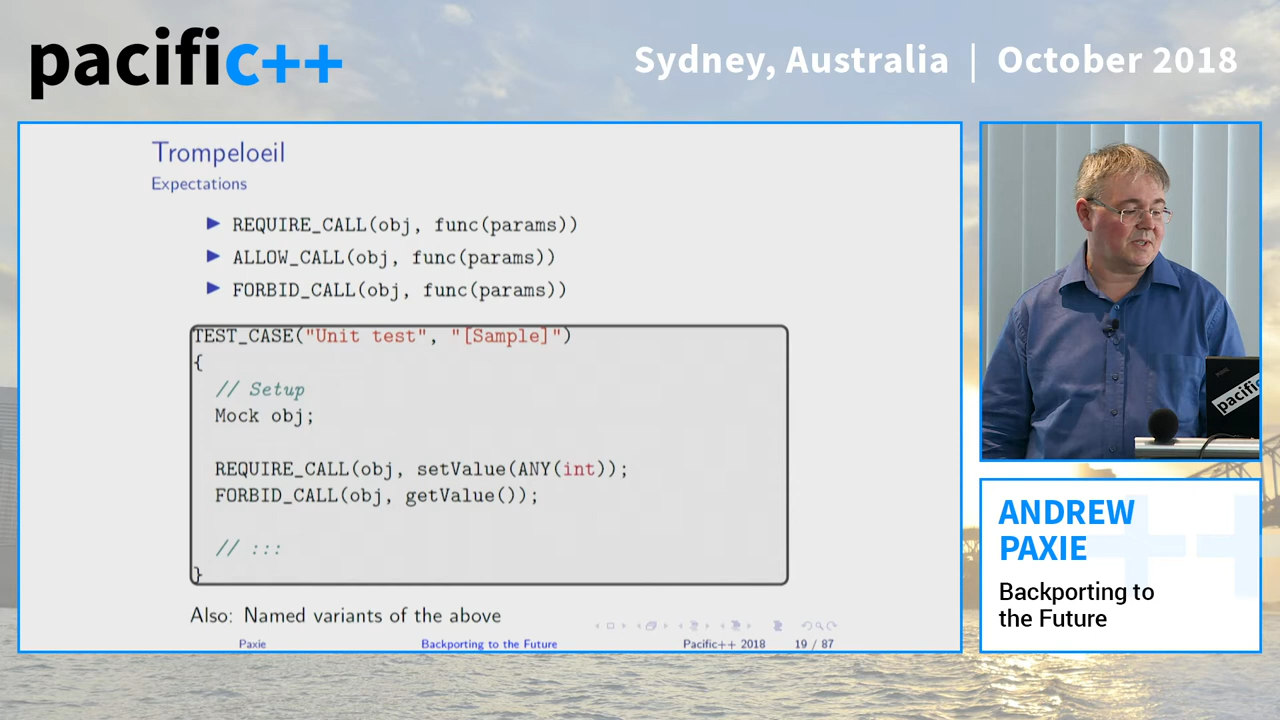 pacific++
Sydney, Australia | October 2018
Trompeloeil
Expectations
▶ REQUIRE_CALL(obj, func(params))
▶ ALLOW_CALL(obj, func(params))
▶ FORBID_CALL(obj, func(params))
TEST_CASE("Unit test", "[Sample]")
{
// Setup
Mock obj;
REQUIRE_CALL(obj, setValue(ANY(int));
FORBID_CALL(obj, getValue());
// :::
}
Also: Named variants of the above
Paxie Backporting to the Future Pacific++ 2018 19 / 87
pacific
ANDREW
PAXIE
Backporting to
the Future